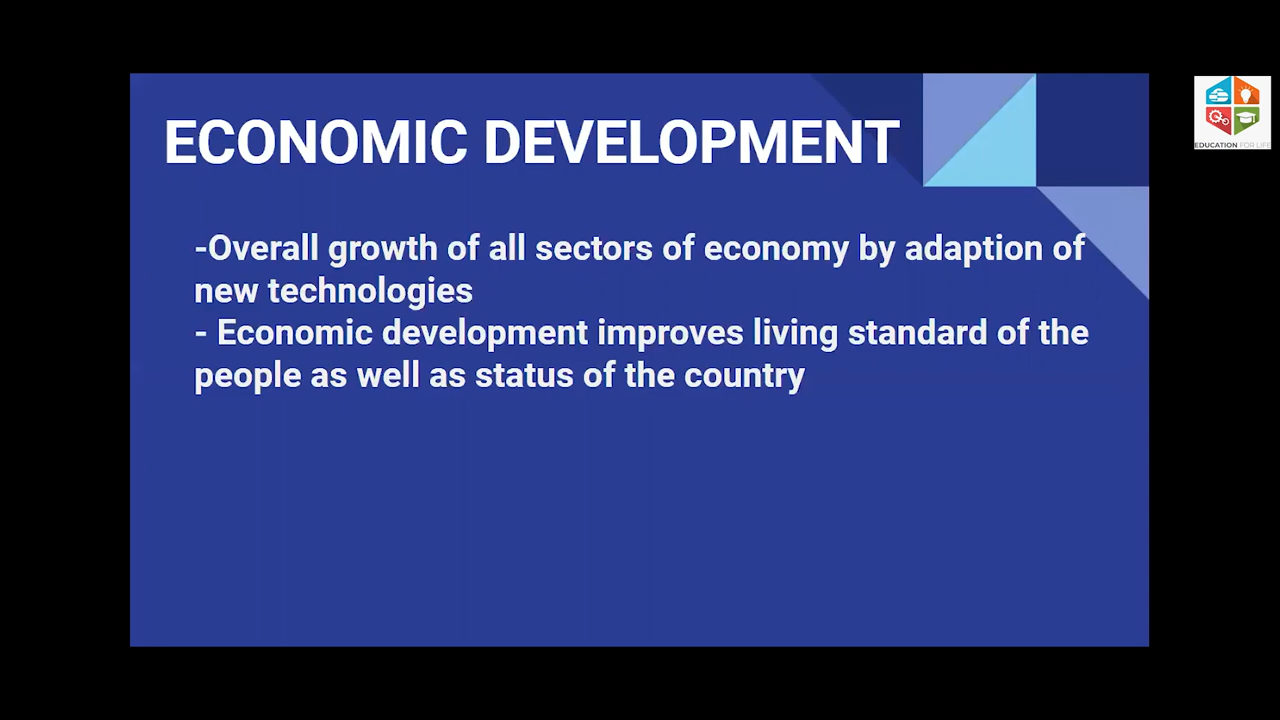 ECONOMIC DEVELOPMENT
-Overall growth of all sectors of economy by adaption of
new technologies
- Economic development improves living standard of the
people as well as status of the country
EDUCATION FOR LIFE